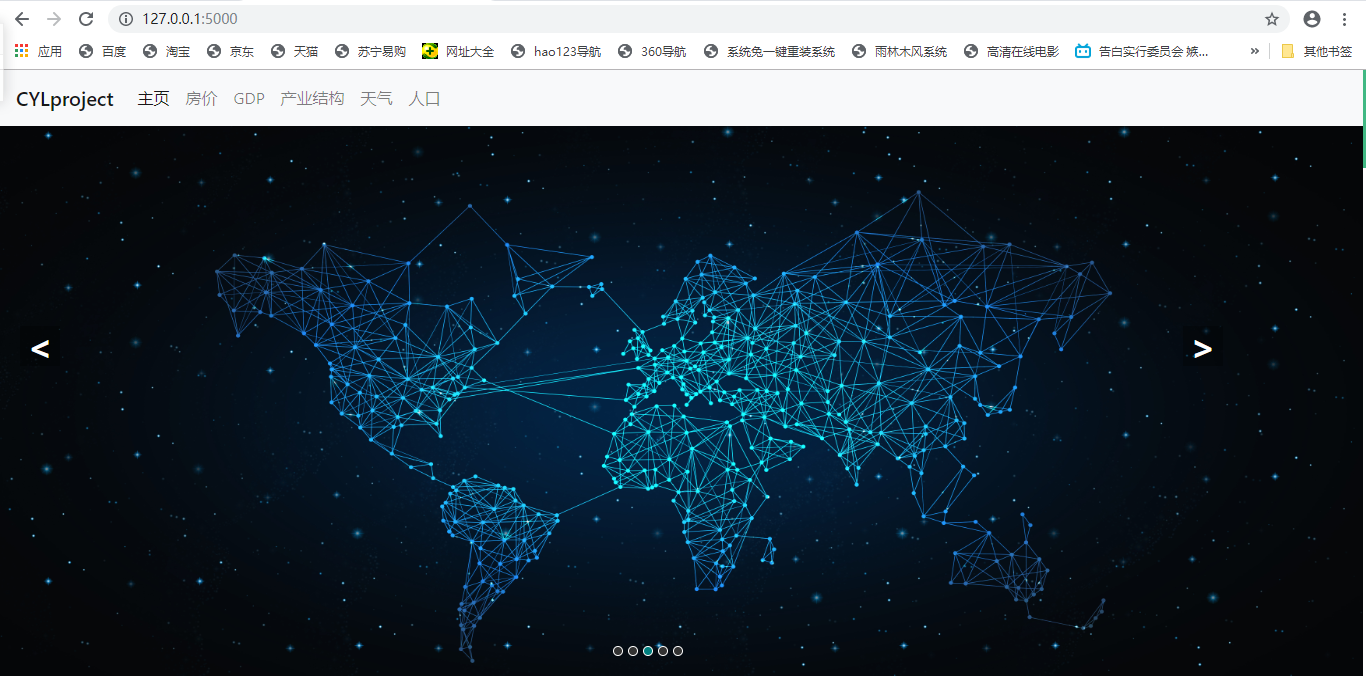 127.0.0.1:5000
应用 百度 淘宝 京东 天猫 苏宁易购 网址大全 hao123导航 360导航 系统兔一键重装系统 雨林木风系统 高清在线电影 告白实行委员会 嫉... » 其他书签
CYLproject 主页 房价 GDP 产业结构 天气 人口
< >